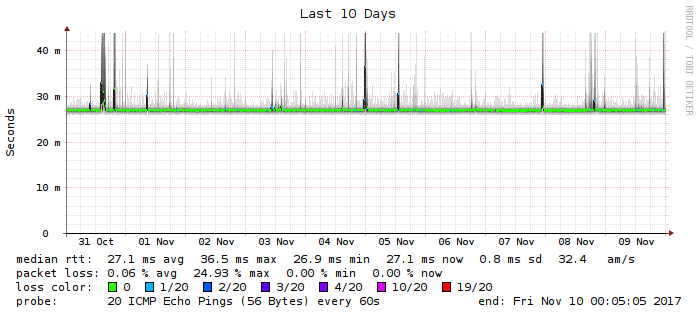 Last 10 Days
RRDTOOL / TOBI OETIKER
Seconds
40 m
30 m
20 m
10 m
0
31 Oct 01 Nov 02 Nov 03 Nov 04 Nov 05 Nov 06 Nov 07 Nov 08 Nov 09 Nov
median rtt: 27.1 ms avg 36.5 ms max 26.9 ms min 27.1 ms now 0.8 ms sd 32.4 am/s
packet loss: 0.06 % avg 24.93 % max 0.00 % min 0.00 % now
loss color: 0 1/20 2/20 3/20 4/20 10/20 19/20
probe: 20 ICMP Echo Pings (56 Bytes) every 60s end: Fri Nov 10 00:05:05 2017